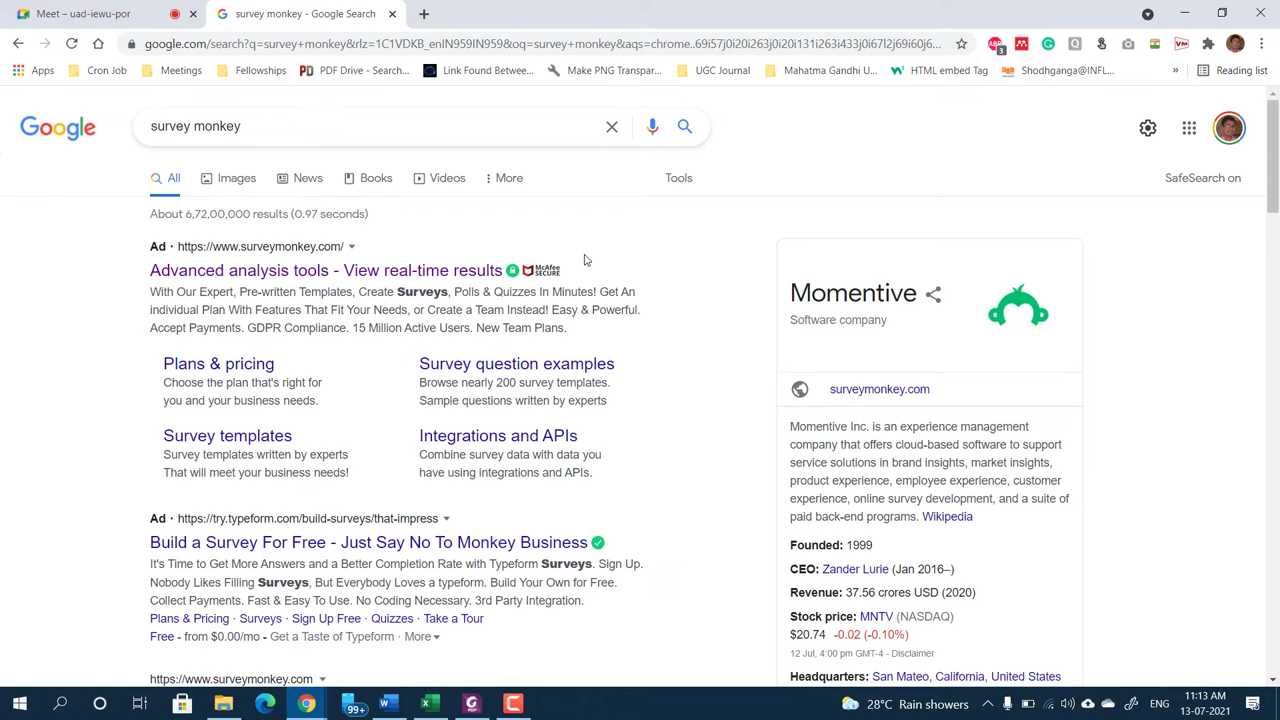 Meet – uad-iewu-por
survey monkey - Google Search
google.com/search?q=survey+monkey&rlz=1C1VDKB_enIN959IN959&oq=survey+monkey&aqs=chrome..69i57j0i20i263j0i20i131i263i433j0i67l2j69i60j6...
3
Apps
Cron Job
Meetings
Fellowships
PDF Drive - Search...
Link Found Betwee...
Make PNG Transpar...
UGC Journal
Mahatma Gandhi U...
HTML embed Tag
Shodhganga@INFL...
»
Reading list
Google
survey monkey
All
Images
News
Books
Videos
More
Tools
SafeSearch on
About 6,72,00,000 results (0.97 seconds)
Ad · https://www.surveymonkey.com/
Advanced analysis tools - View real-time results
McAfee
SECURE
With Our Expert, Pre-written Templates, Create Surveys, Polls & Quizzes In Minutes! Get An
individual Plan With Features That Fit Your Needs, or Create a Team Instead! Easy & Powerful.
Accept Payments. GDPR Compliance. 15 Million Active Users. New Team Plans.
Plans & pricing
Choose the plan that's right for
you and your business needs.
Survey question examples
Browse nearly 200 survey templates.
Sample questions written by experts
Survey templates
Survey templates written by experts
That will meet your business needs!
Integrations and APIs
Combine survey data with data you
have using integrations and APIs.
Ad · https://try.typeform.com/build-surveys/that-impress
Build a Survey For Free - Just Say No To Monkey Business
It's Time to Get More Answers and a Better Completion Rate with Typeform Surveys. Sign Up.
Nobody Likes Filling Surveys, But Everybody Loves a typeform. Build Your own for Free.
Collect Payments. Fast & Easy To Use. No Coding Necessary. 3rd Party Integration.
Plans & Pricing · Surveys · Sign Up Free · Quizzes · Take a Tour
Free - from $0.00/mo - Get a Taste of Typeform · More
https://www.surveymonkey.com
Momentive
Software company
surveymonkey.com
Momentive Inc. is an experience management
company that offers cloud-based software to support
service solutions in brand insights, market insights,
product experience, employee experience, customer
experience, online survey development, and a suite of
paid back-end programs. Wikipedia
Founded: 1999
CEO: Zander Lurie (Jan 2016–)
Revenue: 37.56 crores USD (2020)
Stock price: MNTV (NASDAQ)
$20.74 -0.02 (-0.10%)
12 Jul, 4:00 pm GMT-4 - Disclaimer
Headquarters: San Mateo, California, United States
99+
28°C Rain showers
ENG
11:13 AM
13-07-2021